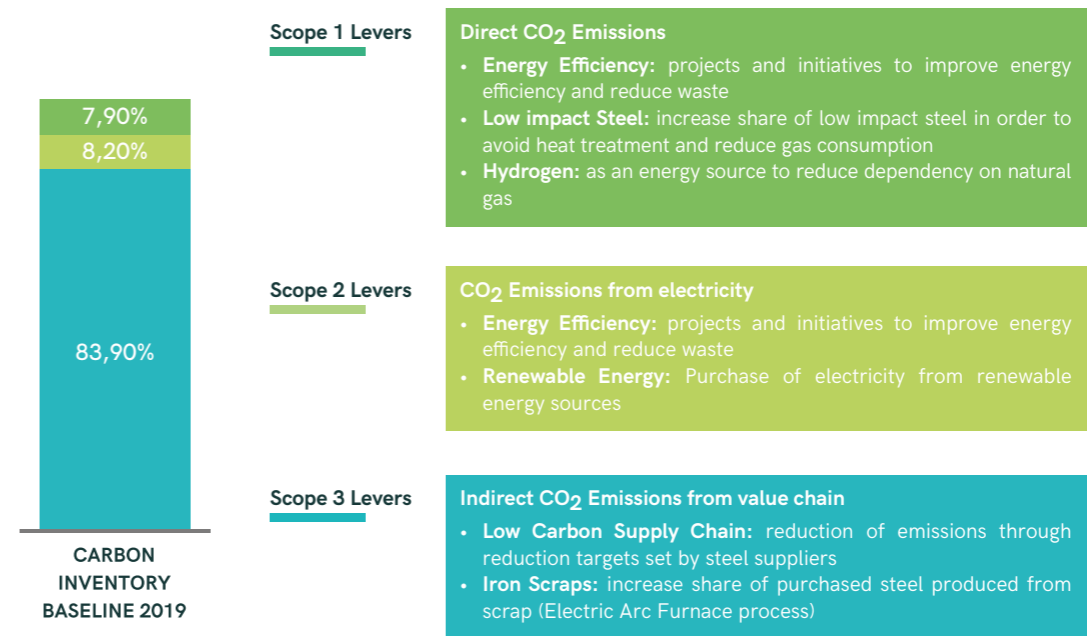 7,90%
8,20%
83,90%
CARBON
INVENTORY
BASELINE 2019
Scope 1 Levers
Direct CO2 Emissions
• Energy Efficiency: projects and initiatives to improve energy
efficiency and reduce waste
• Low impact Steel: increase share of low impact steel in order to
avoid heat treatment and reduce gas consumption
• Hydrogen: as an energy source to reduce dependency on natural
gas
Scope 2 Levers
CO2 Emissions from electricity
• Energy Efficiency: projects and initiatives to improve energy
efficiency and reduce waste
• Renewable Energy: Purchase of electricity from renewable
energy sources
Scope 3 Levers
Indirect CO2 Emissions from value chain
• Low Carbon Supply Chain: reduction of emissions through
reduction targets set by steel suppliers
• Iron Scraps: increase share of purchased steel produced from
scrap (Electric Arc Furnace process)